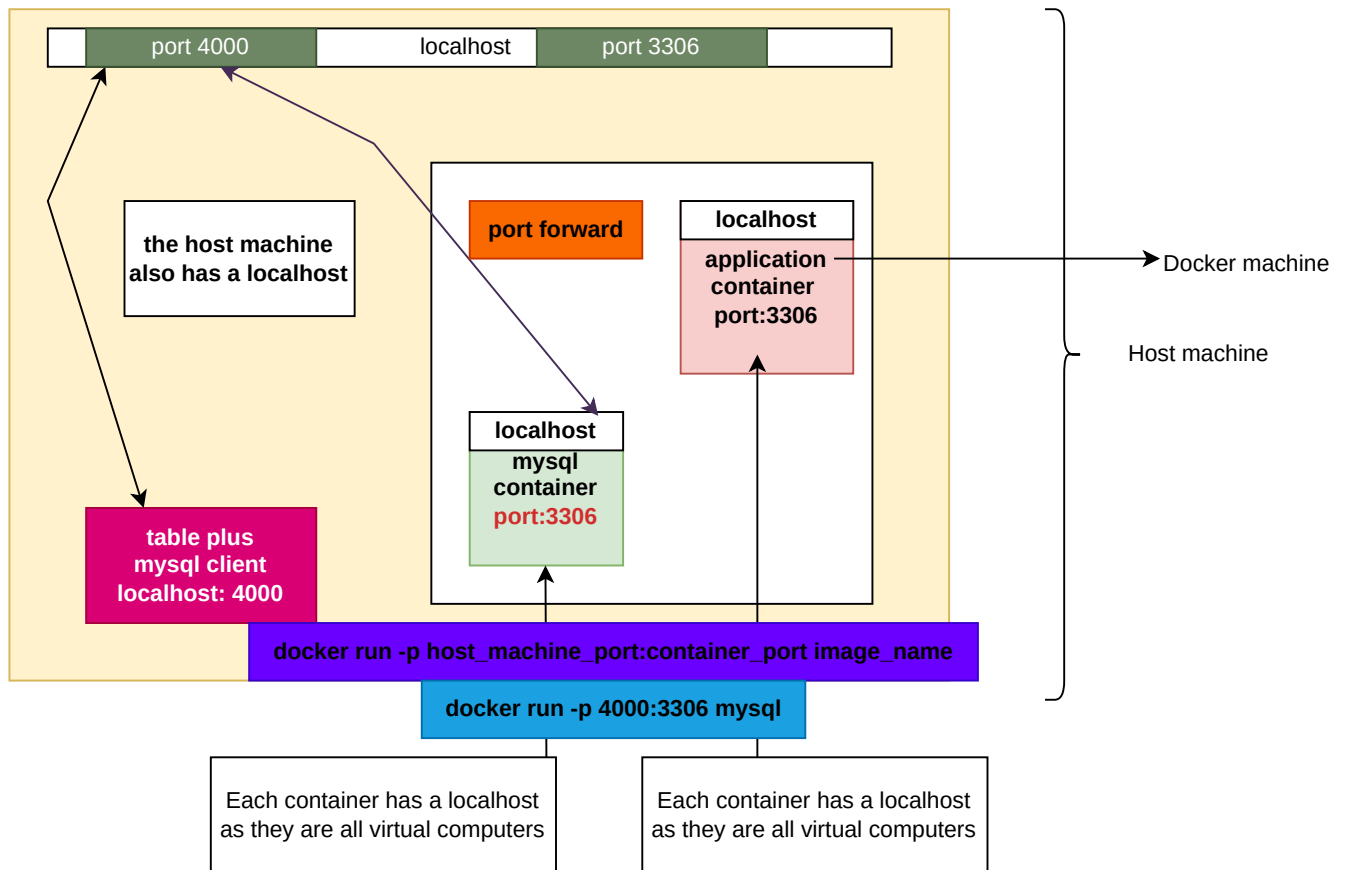 port 4000
localhost
port 3306
the host machine
also has a localhost
port forward
localhost
application
container
port:3306
Docker machine
Host machine
localhost
mysql
container
port:3306
table plus
mysql client
localhost: 4000
docker run -p host_machine_port:container_port image_name
docker run -p 4000:3306 mysql
Each container has a localhost
as they are all virtual computers
Each container has a localhost
as they are all virtual computers